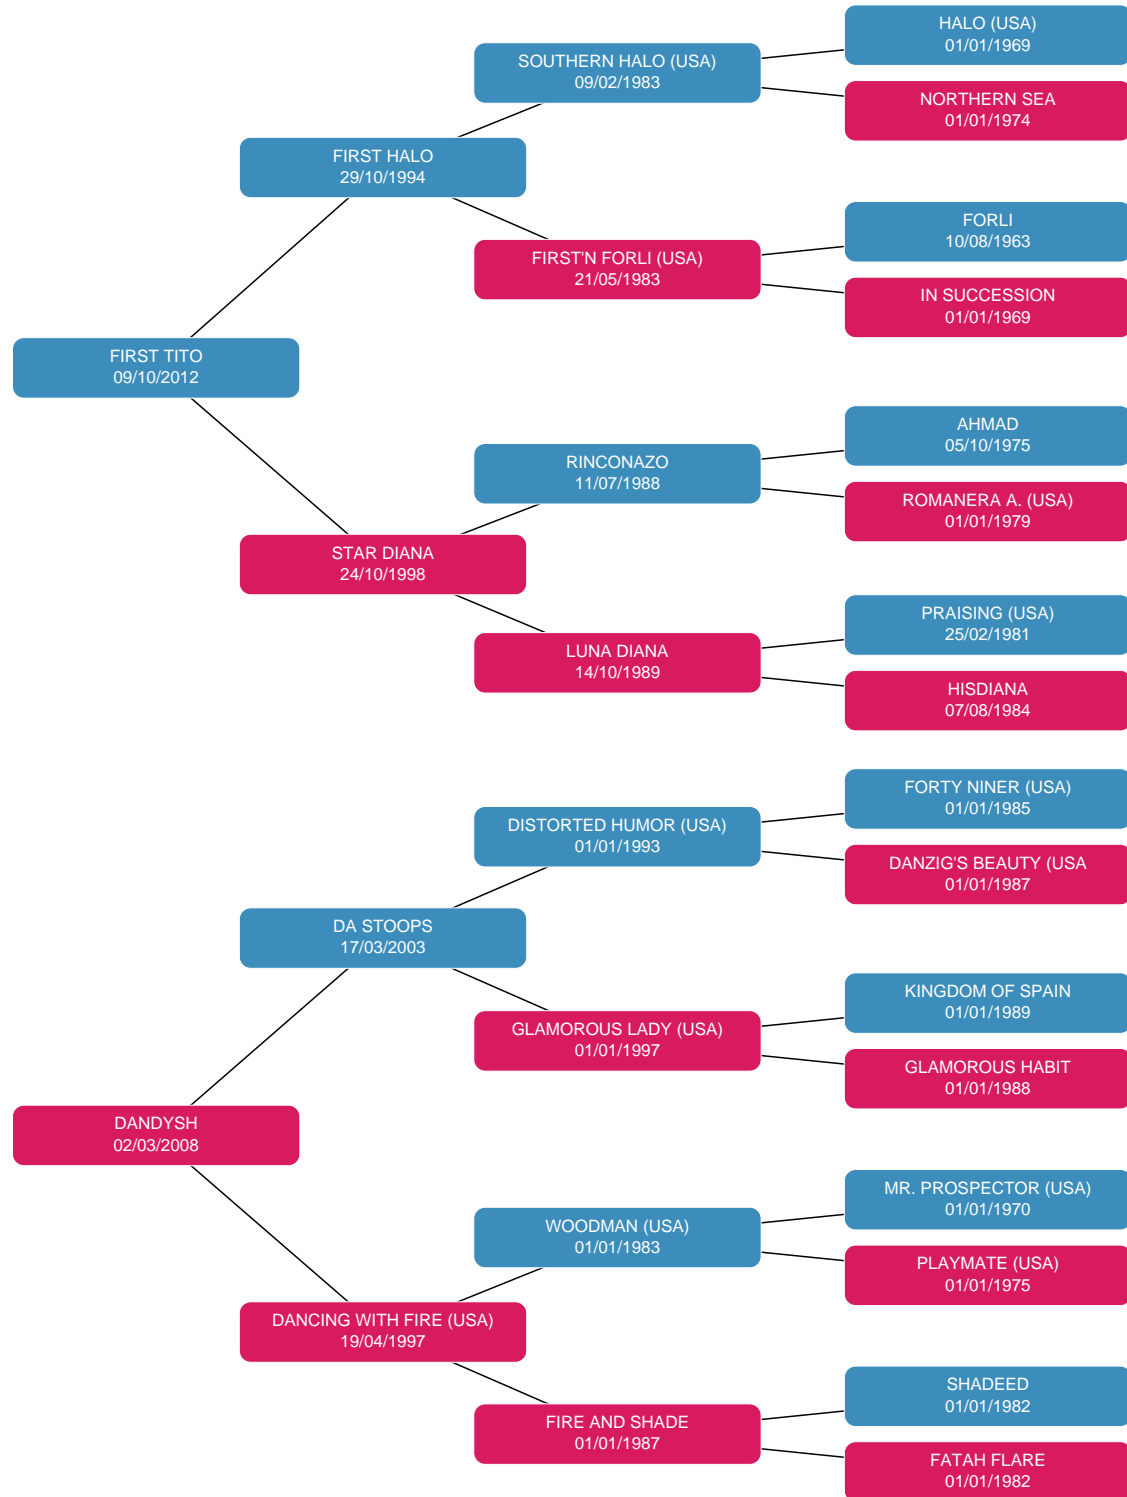 HALO (USA)
01/01/1969
SOUTHERN HALO (USA)
09/02/1983
NORTHERN SEA
01/01/1974
FIRST HALO
29/10/1994
FORLI
10/08/1963
FIRST'N FORLI (USA)
21/05/1983
IN SUCCESSION
01/01/1969
FIRST TITO
09/10/2012
AHMAD
05/10/1975
RINCONAZO
11/07/1988
ROMANERA A. (USA)
01/01/1979
STAR DIANA
24/10/1998
PRAISING (USA)
25/02/1981
LUNA DIANA
14/10/1989
HISDIANA
07/08/1984
FORTY NINER (USA)
01/01/1985
DISTORTED HUMOR (USA)
01/01/1993
DANZIG'S BEAUTY (USA
01/01/1987
DA STOOPS
17/03/2003
KINGDOM OF SPAIN
01/01/1989
GLAMOROUS LADY (USA)
01/01/1997
GLAMOROUS HABIT
01/01/1988
DANDYSH
02/03/2008
MR. PROSPECTOR (USA)
01/01/1970
WOODMAN (USA)
01/01/1983
PLAYMATE (USA)
01/01/1975
DANCING WITH FIRE (USA)
19/04/1997
SHADEED
01/01/1982
FIRE AND SHADE
01/01/1987
FATAH FLARE
01/01/1982